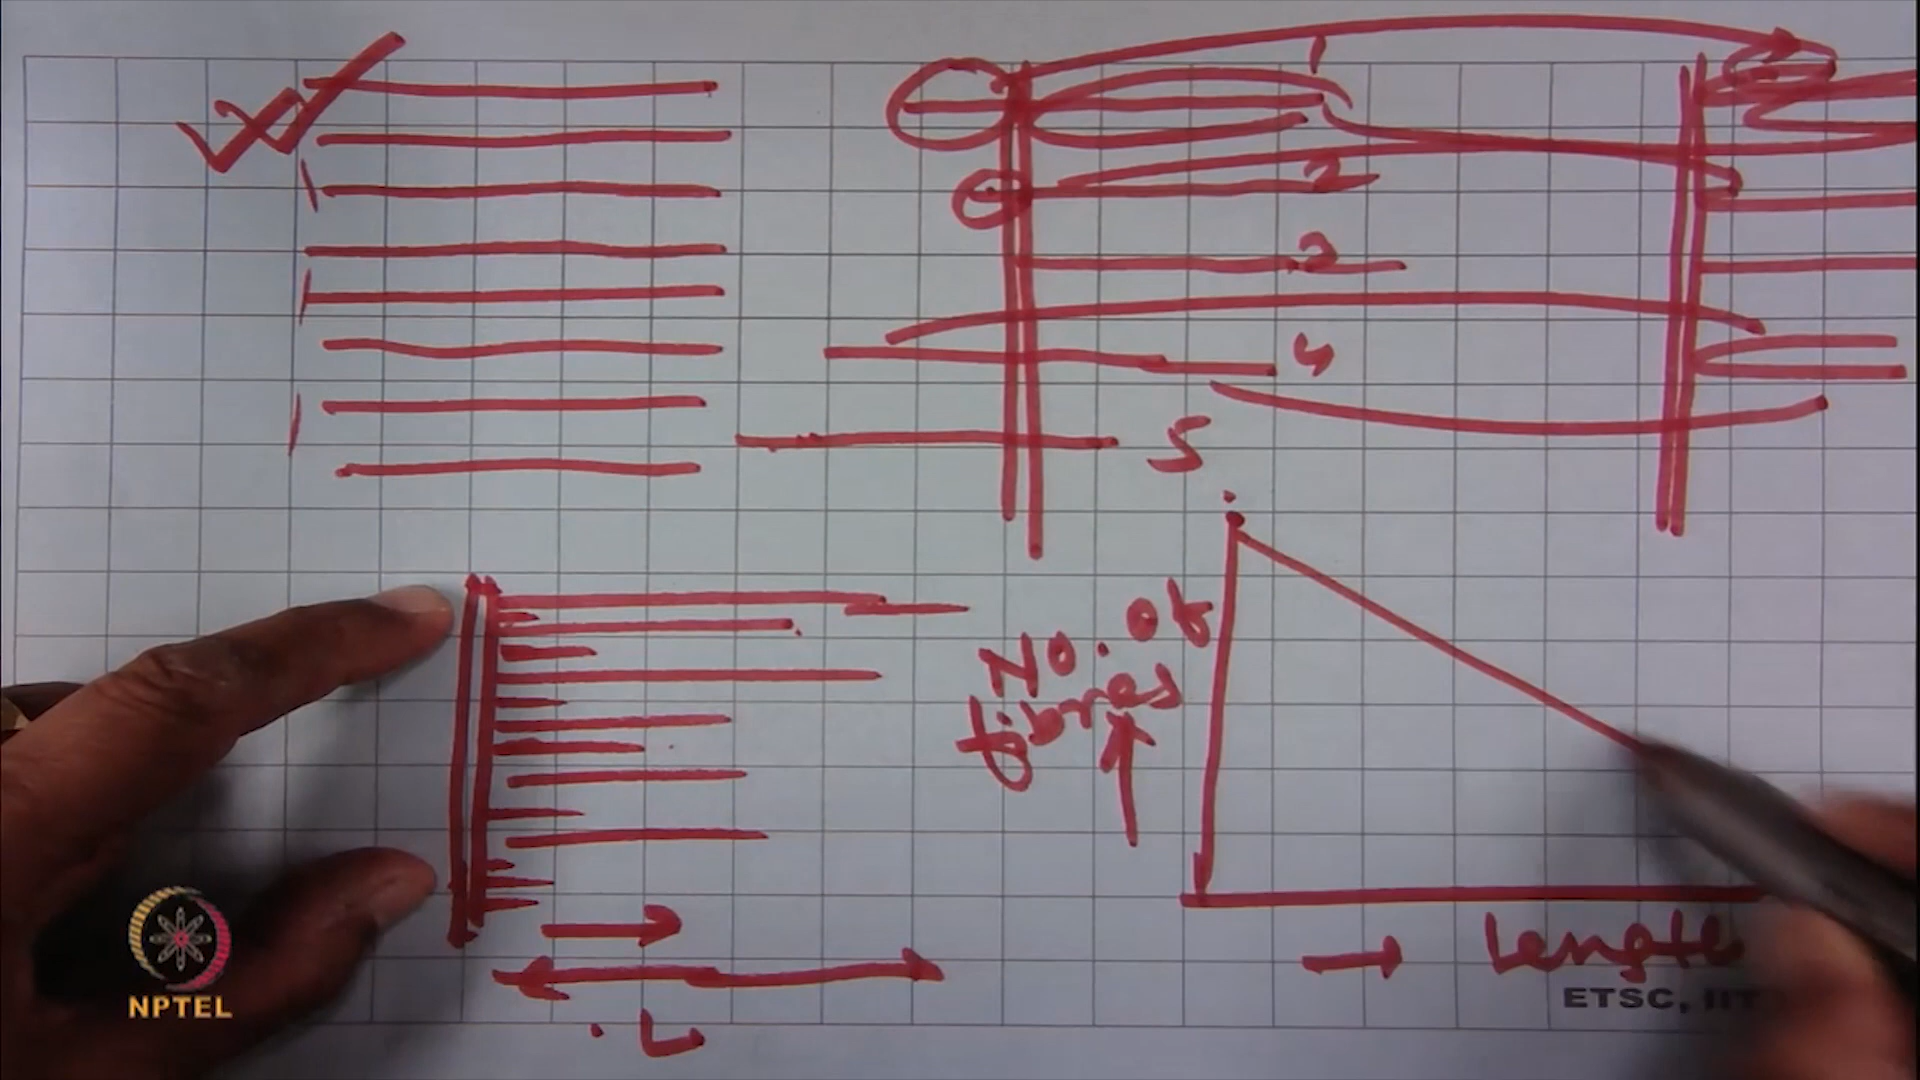 1
2
3
4
5
No. of
fibres
Length
L
NPTEL
ETSC, IIT